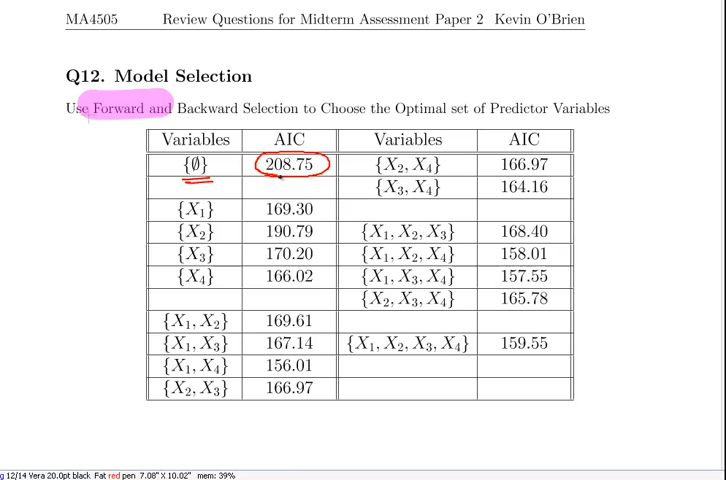 MA4505 Review Questions for Midterm Assessment Paper 2 Kevin O'Brien
Q12. Model Selection
Use Forward and Backward Selection to Choose the Optimal set of Predictor Variables
Variables AIC Variables AIC
{∅} 208.75 {X₂, X₄} 166.97
{X₃, X₄} 164.16
{X₁} 169.30
{X₂} 190.79 {X₁, X₂, X₃} 168.40
{X₃} 170.20 {X₁, X₂, X₄} 158.01
{X₄} 166.02 {X₁, X₃, X₄} 157.55
{X₂, X₃, X₄} 165.78
{X₁, X₂} 169.61
{X₁, X₃} 167.14 {X₁, X₂, X₃, X₄} 159.55
{X₁, X₄} 156.01
{X₂, X₃} 166.97
g 12/14 Vera 20.0pt black Fat red pen 7.08" X 10.02" mem: 39%